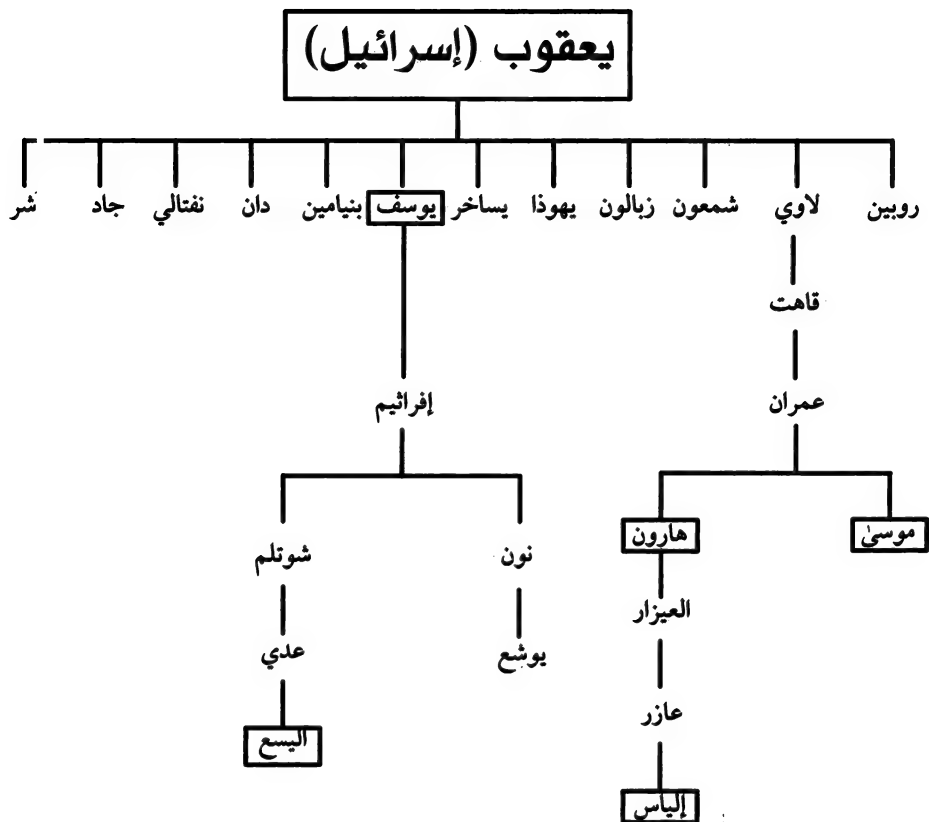 يعقوب (إسرائيل)
روبين لاوي شمعون زبالون يهوذا يساخر يوسف بنيامين دان نفتالي جاد شر
قاهت
إفراثيم عمران
موسىٰ هارون نون شوتلم
العيزار
يوشع عدي
عازر
اليسع
إلياس